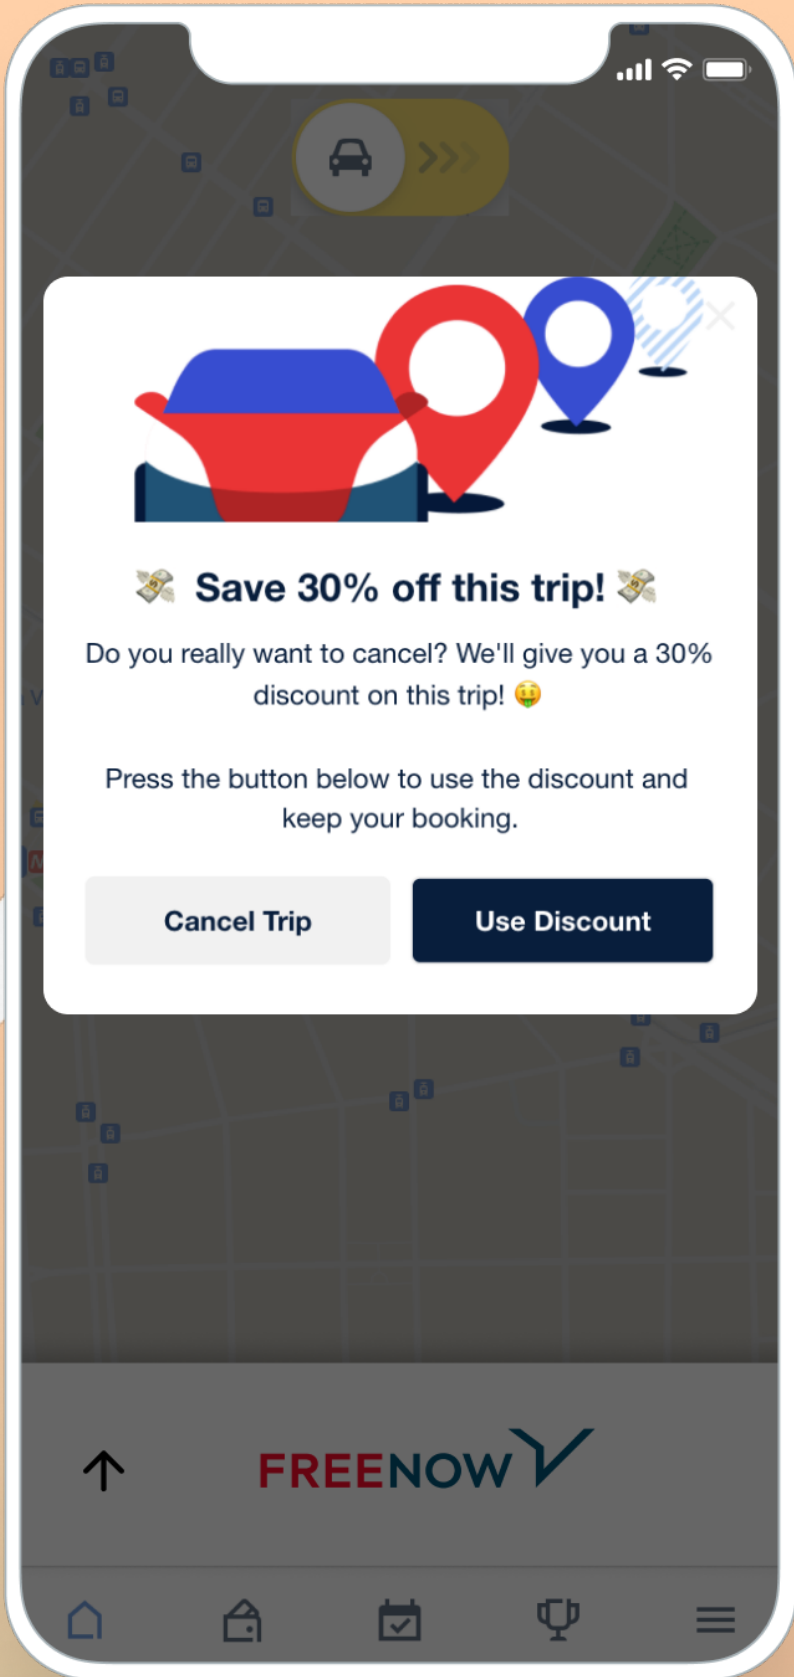 💸 Save 30% off this trip! 💸
Do you really want to cancel? We'll give you a 30%
discount on this trip! 🤑
Press the button below to use the discount and
keep your booking.
Cancel Trip
Use Discount
FREENOW